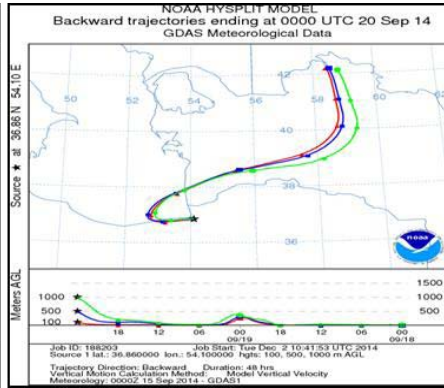 NOAA HYSPLIT MODEL
Backward trajectories ending at 0000 UTC 20 Sep 14
GDAS Meteorological Data
Source ★ at 36.86 N 54.10 E
42
50
52
56
58
60
62
40
38
36
noaa
Meters AGL
1500
1000
1000
500
500
100
18
12
06
00
18
12
06
00
09/19
09/18
Job ID: 188203 Job Start: Tue Dec 2 10:41:53 UTC 2014
Source 1 lat.: 36.860000 lon.: 54.100000 hgts: 100, 500, 1000 m AGL
Trajectory Direction: Backward Duration: 48 hrs
Vertical Motion Calculation Method: Model Vertical Velocity
Meteorology: 0000Z 15 Sep 2014 - GDAS1